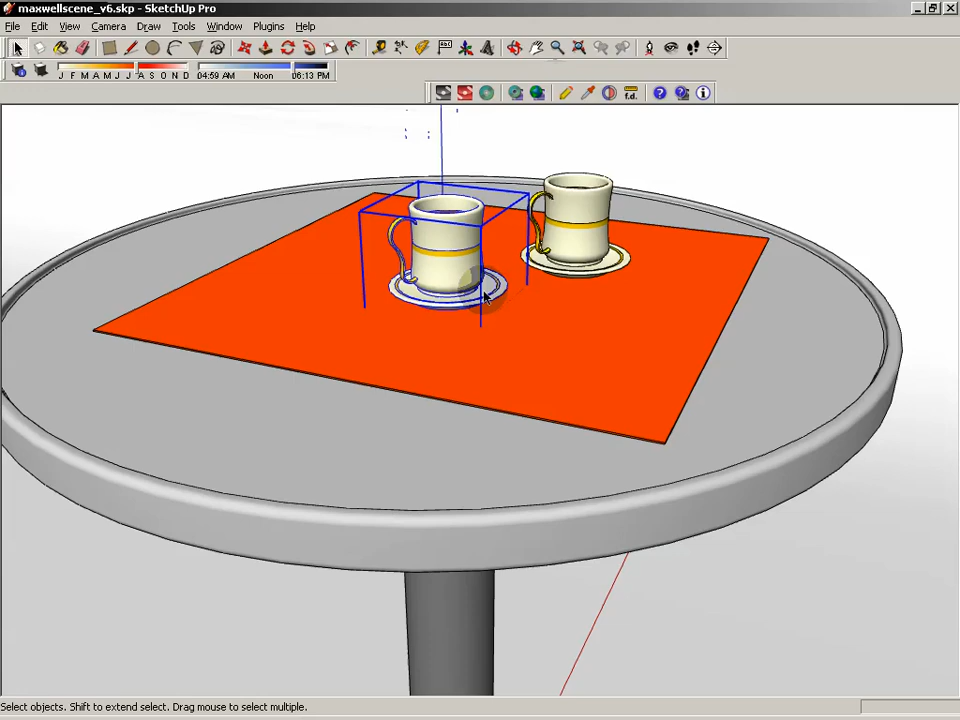 maxwellscene_v6.skp - SketchUp Pro
File Edit View Camera Draw Tools Window Plugins Help
J F M A M J J A S O N D 04:59 AM Noon 06:13 PM
f.d.
Select objects. Shift to extend select. Drag mouse to select multiple.